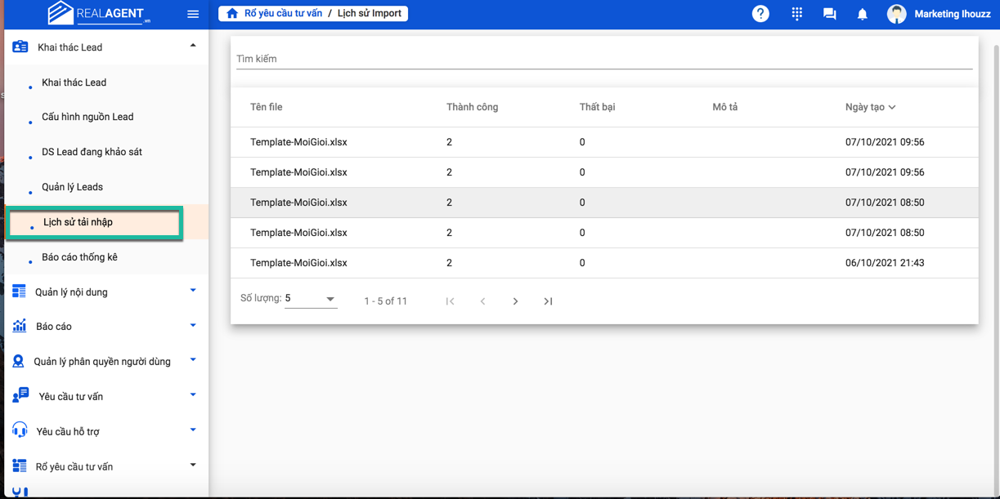 REALAGENT.vn
Rổ yêu cầu tư vấn / Lịch sử Import
?
Marketing Ihouzz
Khai thác Lead
Khai thác Lead
Cấu hình nguồn Lead
DS Lead đang khảo sát
Quản lý Leads
Lịch sử tải nhập
Báo cáo thống kê
Quản lý nội dung
Báo cáo
Quản lý phân quyền người dùng
Yêu cầu tư vấn
Yêu cầu hỗ trợ
Rổ yêu cầu tư vấn
Tìm kiếm
Tên file Thành công Thất bại Mô tả Ngày tạo
Template-MoiGioi.xlsx 2 0 07/10/2021 09:56
Template-MoiGioi.xlsx 2 0 07/10/2021 09:56
Template-MoiGioi.xlsx 2 0 07/10/2021 08:50
Template-MoiGioi.xlsx 2 0 07/10/2021 08:50
Template-MoiGioi.xlsx 2 0 06/10/2021 21:43
Số lượng: 5 1 - 5 of 11